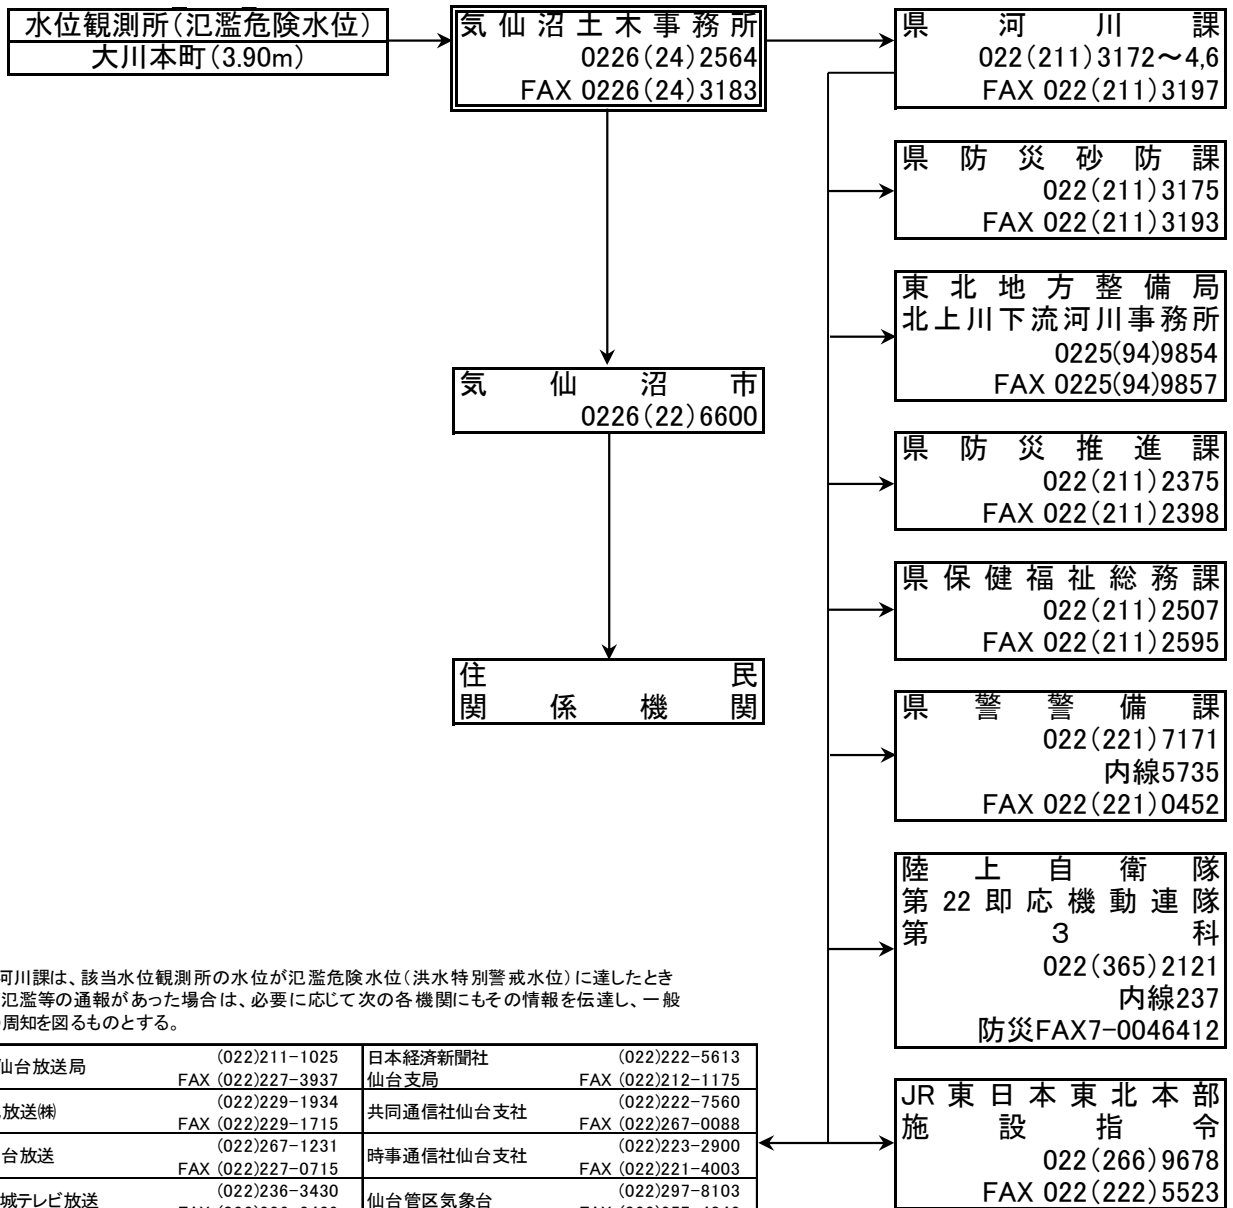 水位観測所(氾濫危険水位)
大川本町(3.90m)
気仙沼土木事務所
0226(24)2564
FAX 0226(24)3183
気仙沼市
0226(22)6600
住民
関係機関
県河川課
022(211)3172～4,6
FAX 022(211)3197
県防災砂防課
022(211)3175
FAX 022(211)3193
東北地方整備局
北上川下流河川事務所
0225(94)9854
FAX 0225(94)9857
県防災推進課
022(211)2375
FAX 022(211)2398
県保健福祉総務課
022(211)2507
FAX 022(211)2595
県警警備課
022(221)7171
内線5735
FAX 022(221)0452
陸上自衛隊
第22即応機動連隊
第3科
022(365)2121
内線237
防災FAX7-0046412
JR東日本東北本部
施設指令
022(266)9678
FAX 022(222)5523
河川課は、該当水位観測所の水位が氾濫危険水位(洪水特別警戒水位)に達したとき
氾濫等の通報があった場合は、必要に応じて次の各機関にもその情報を伝達し、一般
周知を図るものとする。
仙台放送局 (022)211-1025
FAX (022)227-3937
日本経済新聞社 (022)222-5613
仙台支局 FAX (022)212-1175
放送㈱ (022)229-1934
FAX (022)229-1715
共同通信社仙台支社 (022)222-7560
FAX (022)267-0088
台放送 (022)267-1231
FAX (022)227-0715
時事通信社仙台支社 (022)223-2900
FAX (022)221-4003
城テレビ放送 (022)236-3430
仙台管区気象台 (022)297-8103